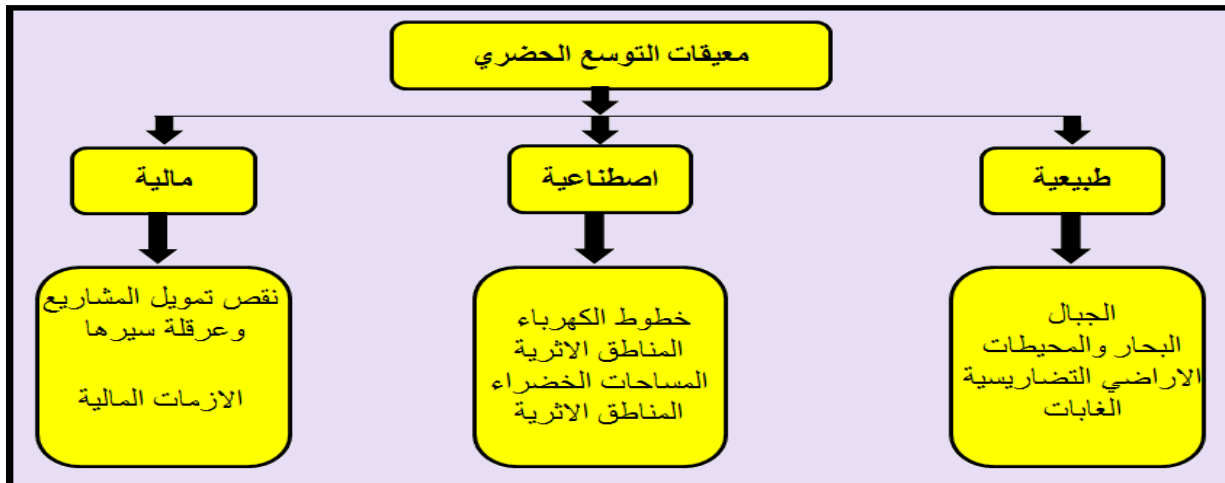 معيقات التوسع الحضري
طبيعية
اصطناعية
مالية
الجبال
البحار والمحيطات
الاراضي التضاريسية
الغابات
خطوط الكهرباء
المناطق الاثرية
المساحات الخضراء
المناطق الاثرية
نقص تمويل المشاريع
وعرقلة سيرها
الازمات المالية